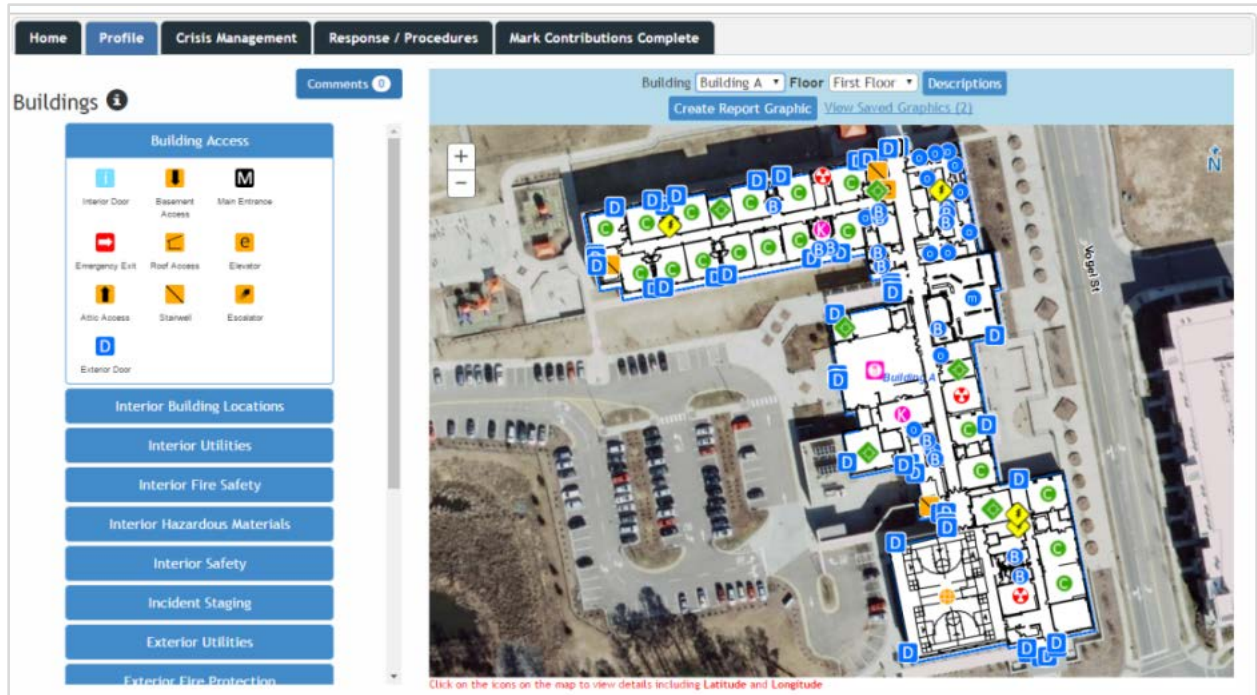 Home Profile Crisis Management Response / Procedures Mark Contributions Complete
Comments 0
Buildings i
Building Access
i M
Interior Door Basement Access Main Entrance
e
Emergency Exit Roof Access Elevator
Attic Access Stairwell Escalator
D
Exterior Door
Interior Building Locations
Interior Utilities
Interior Fire Safety
Interior Hazardous Materials
Interior Safety
Incident Staging
Exterior Utilities
Exterior Fire Protection
Building Building A Floor First Floor Descriptions
Create Report Graphic View Saved Graphics (2)
+
−
N
Vogel St
Building A
Click on the icons on the map to view details including Latitude and Longitude